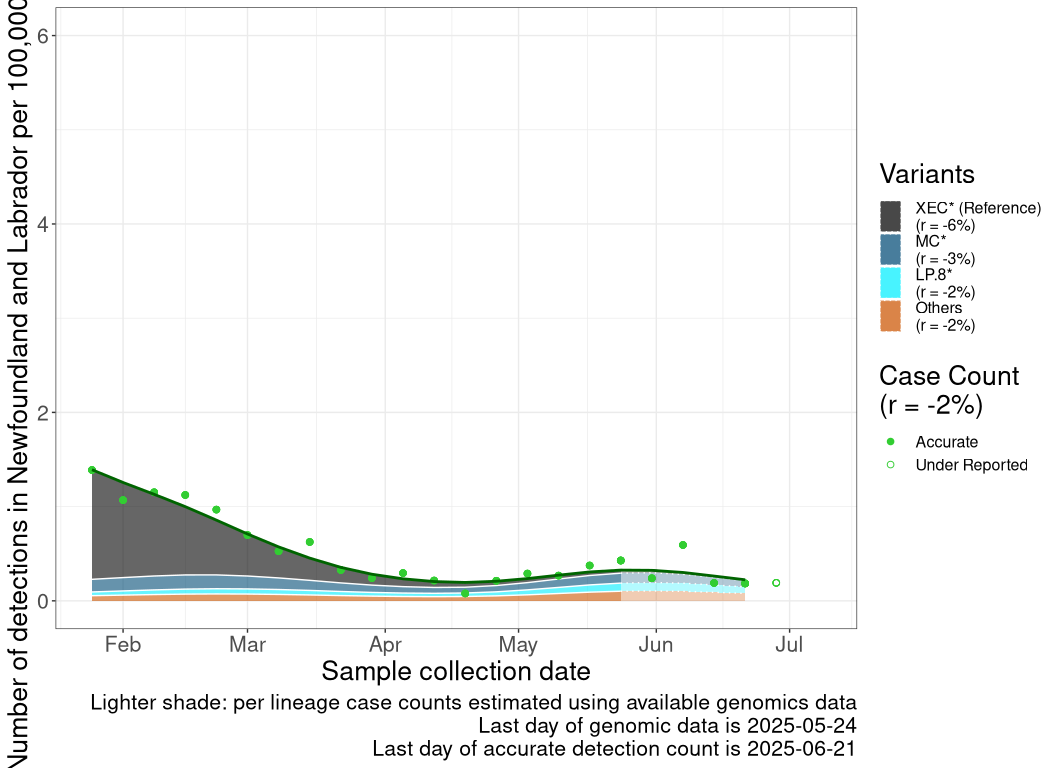 Number of detections in Newfoundland and Labrador per 100,000
6
4
2
0
Feb
Mar
Apr
May
Jun
Jul
Sample collection date
Lighter shade: per lineage case counts estimated using available genomics data
Last day of genomic data is 2025-05-24
Last day of accurate detection count is 2025-06-21
Variants
XEC* (Reference)
(r = -6%)
MC*
(r = -3%)
LP.8*
(r = -2%)
Others
(r = -2%)
Case Count
(r = -2%)
Accurate
Under Reported